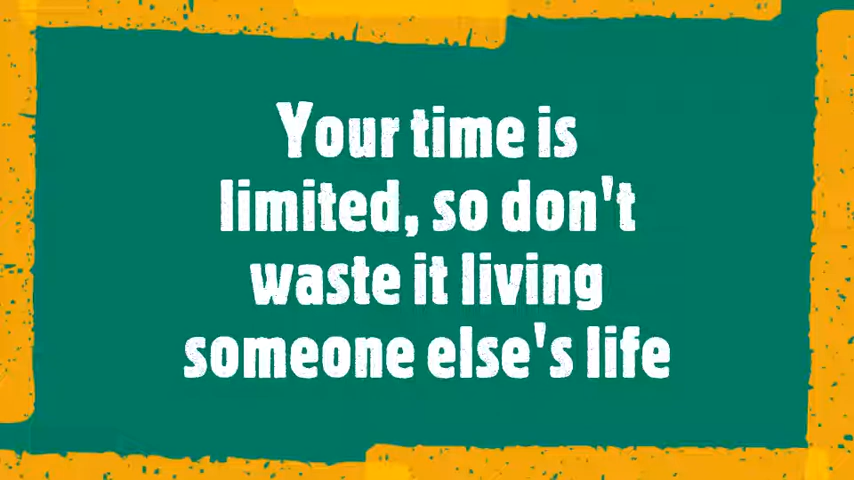 Your time is
limited, so don't
waste it living
someone else's life